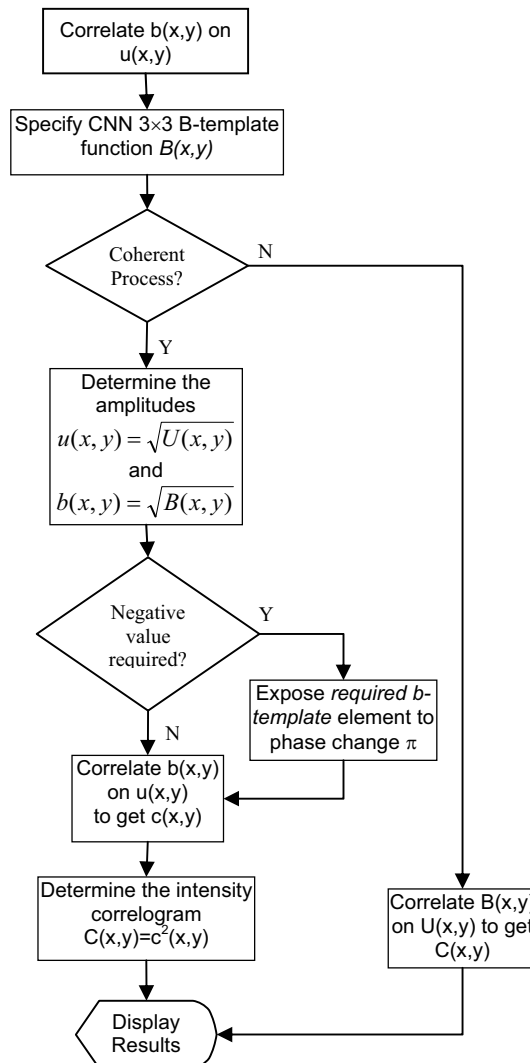 Correlate b(x,y) on
u(x,y)
Specify CNN 3×3 B-template
function B(x,y)
Coherent
Process?
N
Y
Determine the
amplitudes
u(x, y) = √U(x, y)
and
b(x, y) = √B(x, y)
Negative
value
required?
Y
Expose required b-
template element to
phase change π
N
Correlate b(x,y)
on u(x,y)
to get c(x,y)
Determine the intensity
correlogram
C(x,y)=c²(x,y)
Correlate B(x,y)
on U(x,y) to get
C(x,y)
Display
Results